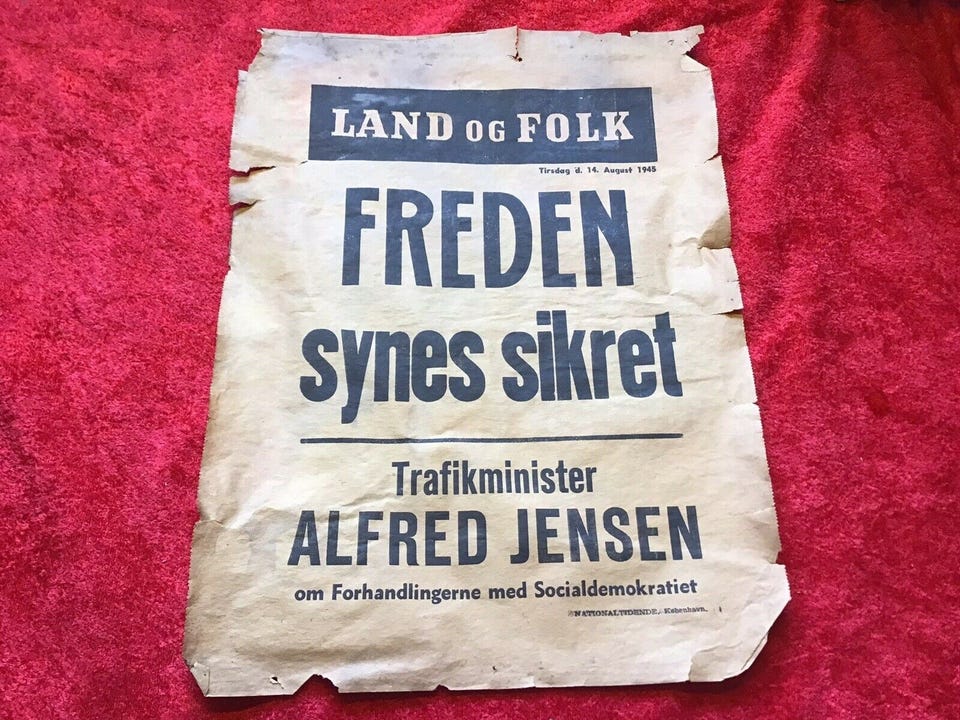 LAND OG FOLK
Tirsdag d. 14. August 1945
FREDEN
synes sikret
Trafikminister
ALFRED JENSEN
om Forhandlingerne med Socialdemokratiet
NATIONALTIDENDE, København.